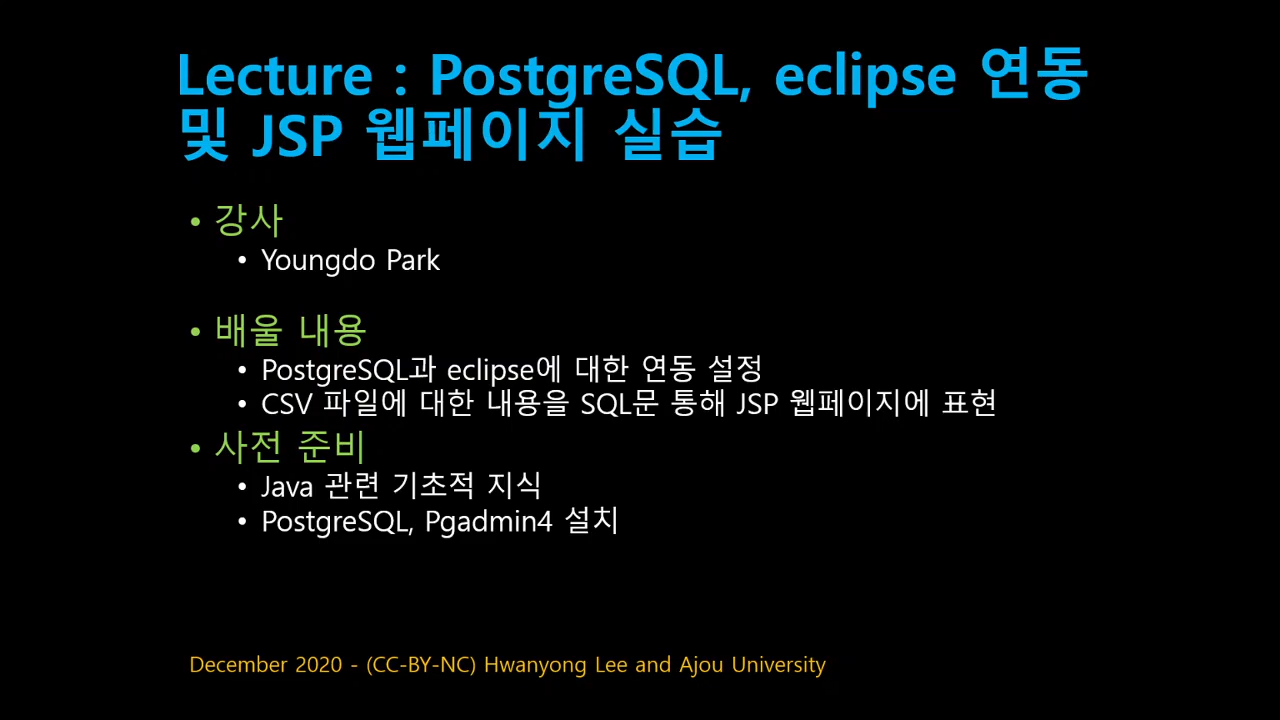 Lecture : PostgreSQL, eclipse 연동
및 JSP 웹페이지 실습
• 강사
• Youngdo Park
• 배울 내용
• PostgreSQL과 eclipse에 대한 연동 설정
• CSV 파일에 대한 내용을 SQL문 통해 JSP 웹페이지에 표현
• 사전 준비
• Java 관련 기초적 지식
• PostgreSQL, Pgadmin4 설치
December 2020 - (CC-BY-NC) Hwanyong Lee and Ajou University